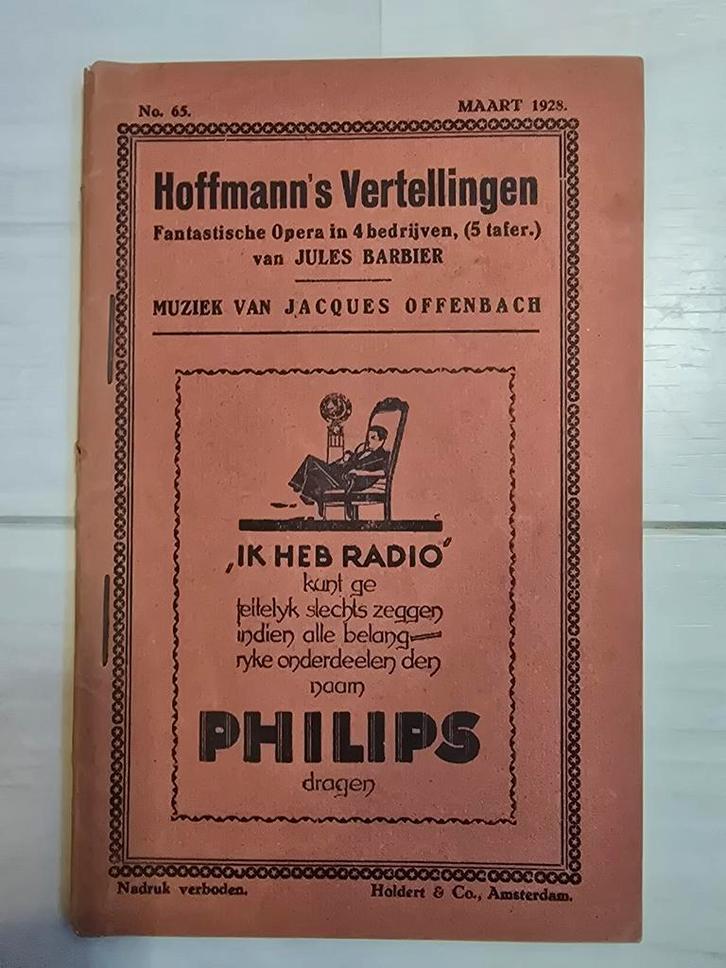 No. 65.
MAART 1928.
Hoffmann's Vertellingen
Fantastische Opera in 4 bedrijven, (5 tafer.)
van JULES BARBIER
MUZIEK VAN JACQUES OFFENBACH
„IK HEB RADIO"
kunt ge
feitelyk slechts zeggen
indien alle belang-
ryke onderdeelen den
naam
PHILIPS
dragen
Nadruk verboden.
Holdert & Co., Amsterdam.